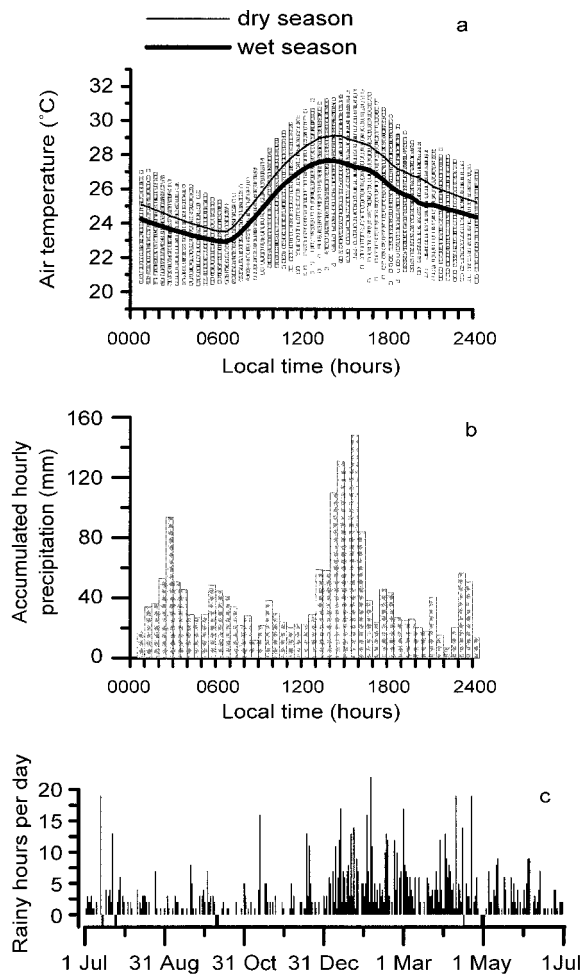 dry season
a
wet season
32
30
28
26
24
22
20
Air temperature (°C)
0000 0600 1200 1800 2400
Local time (hours)
b
160
120
80
40
0
Accumulated hourly
precipitation (mm)
0000 0600 1200 1800 2400
Local time (hours)
c
20
15
10
5
0
Rainy hours per day
1 Jul 31 Aug 31 Oct 31 Dec 1 Mar 1 May 1Jul